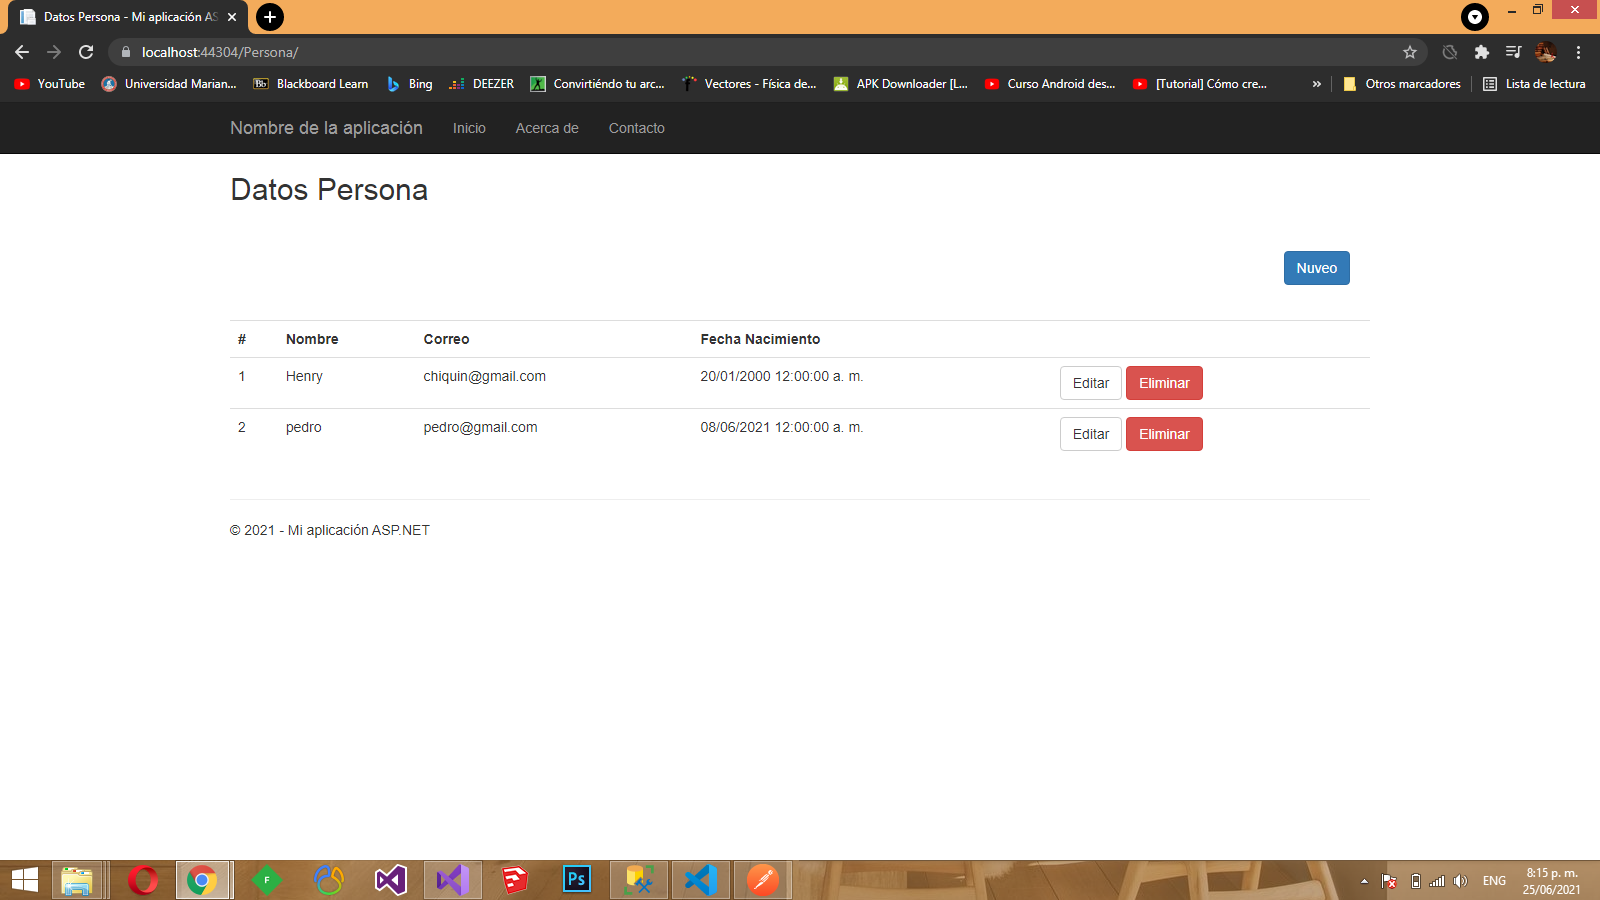 Datos Persona - Mi aplicación AS
localhost:44304/Persona/
YouTube Universidad Marian... Bb Blackboard Learn Bing DEEZER Convirtiéndo tu arc... Vectores - Física de... APK Downloader [L... Curso Android des... [Tutorial] Cómo cre... » Otros marcadores Lista de lectura
Nombre de la aplicación Inicio Acerca de Contacto
Datos Persona
Nuveo
# Nombre Correo Fecha Nacimiento
1 Henry chiquin@gmail.com 20/01/2000 12:00:00 a. m. Editar Eliminar
2 pedro pedro@gmail.com 08/06/2021 12:00:00 a. m. Editar Eliminar
© 2021 - Mi aplicación ASP.NET
F Ps ENG 8:15 p. m.
25/06/2021